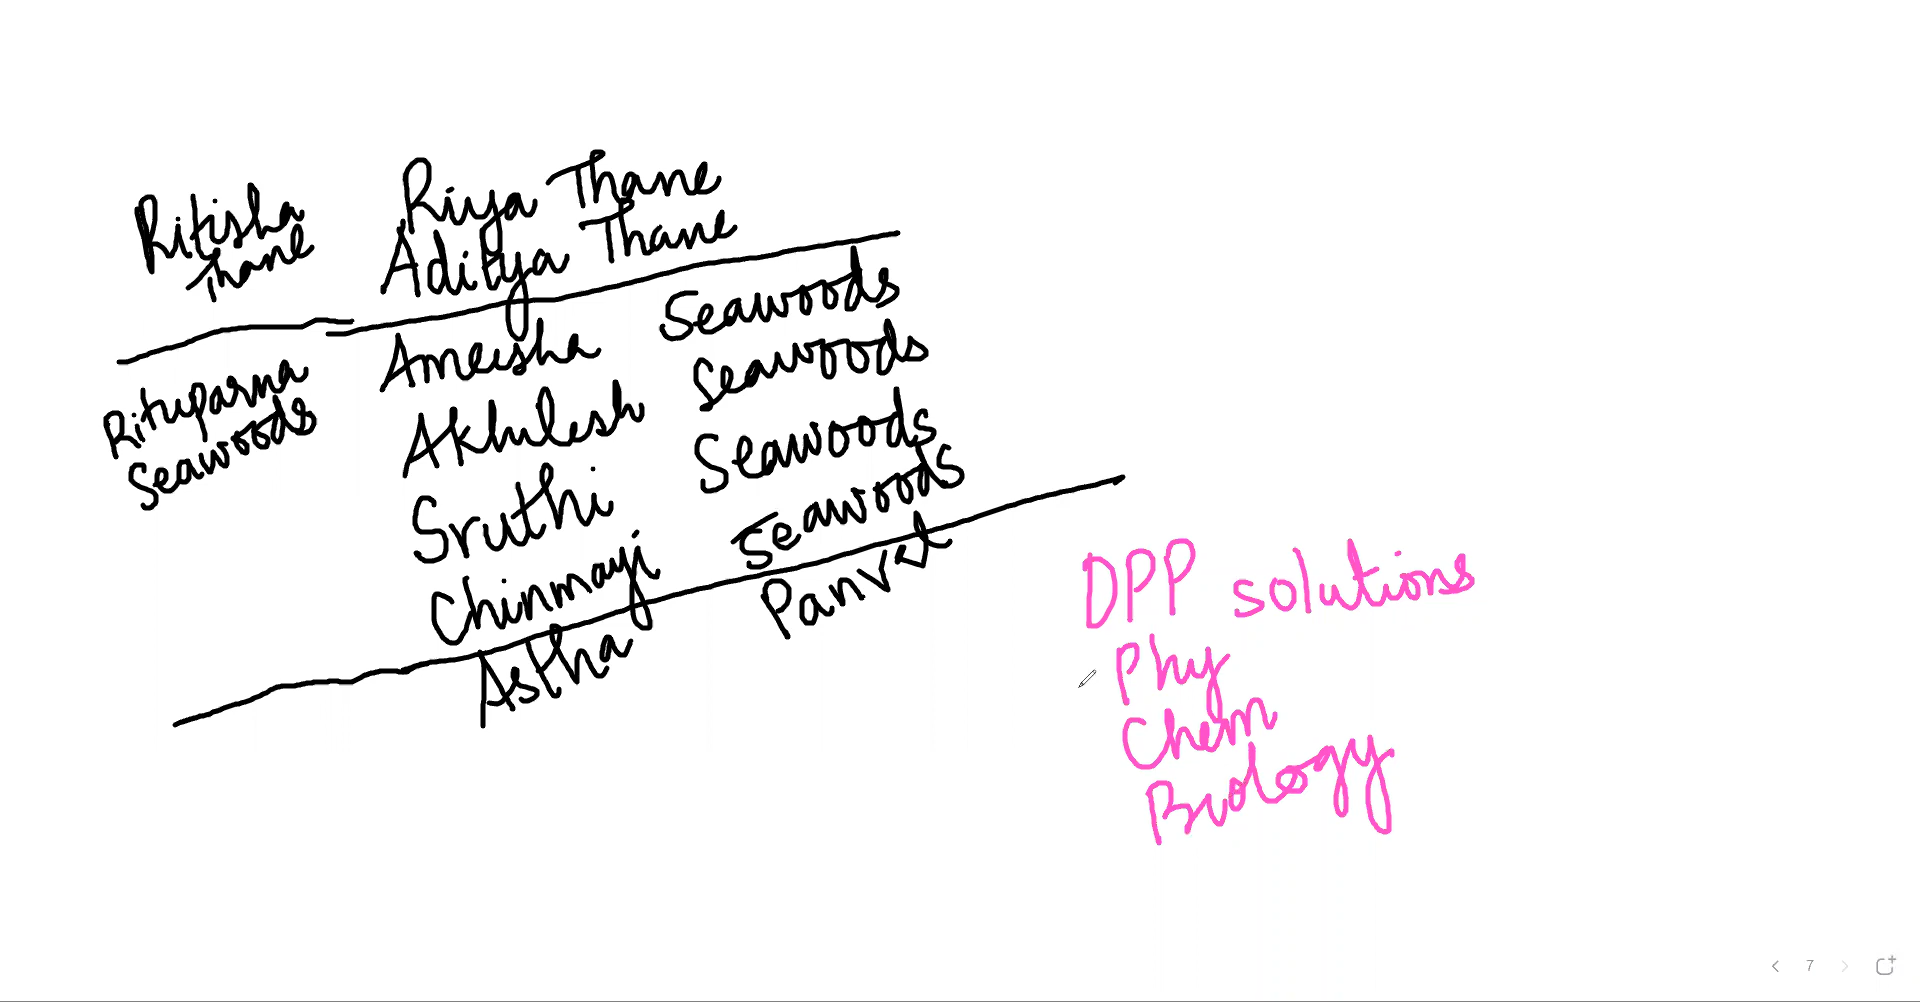 Ritisha
Thane
Riya Thane
Aditya Thane
Rituparna
Seawoods
Ameesha Seawoods
Akhilesh Seawoods
Sruthi Seawoods
Chinmayi Seawoods
Astha Panvel
DPP solutions
Phy
Chem
Biology
7